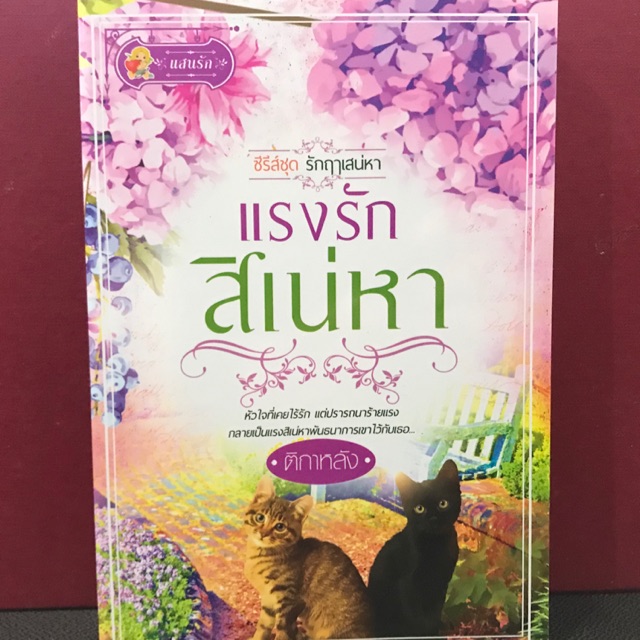 แสนรัก
ซีรีส์ชุด รักฤาเสน่หา
แรงรัก
สิเน่หา
หัวใจที่เคยไร้รัก แต่ปรารถนาร้ายแรง
กลายเป็นแรงสิเน่หาพันธนาการเขาไว้กับเธอ...
• ติกาหลัง •